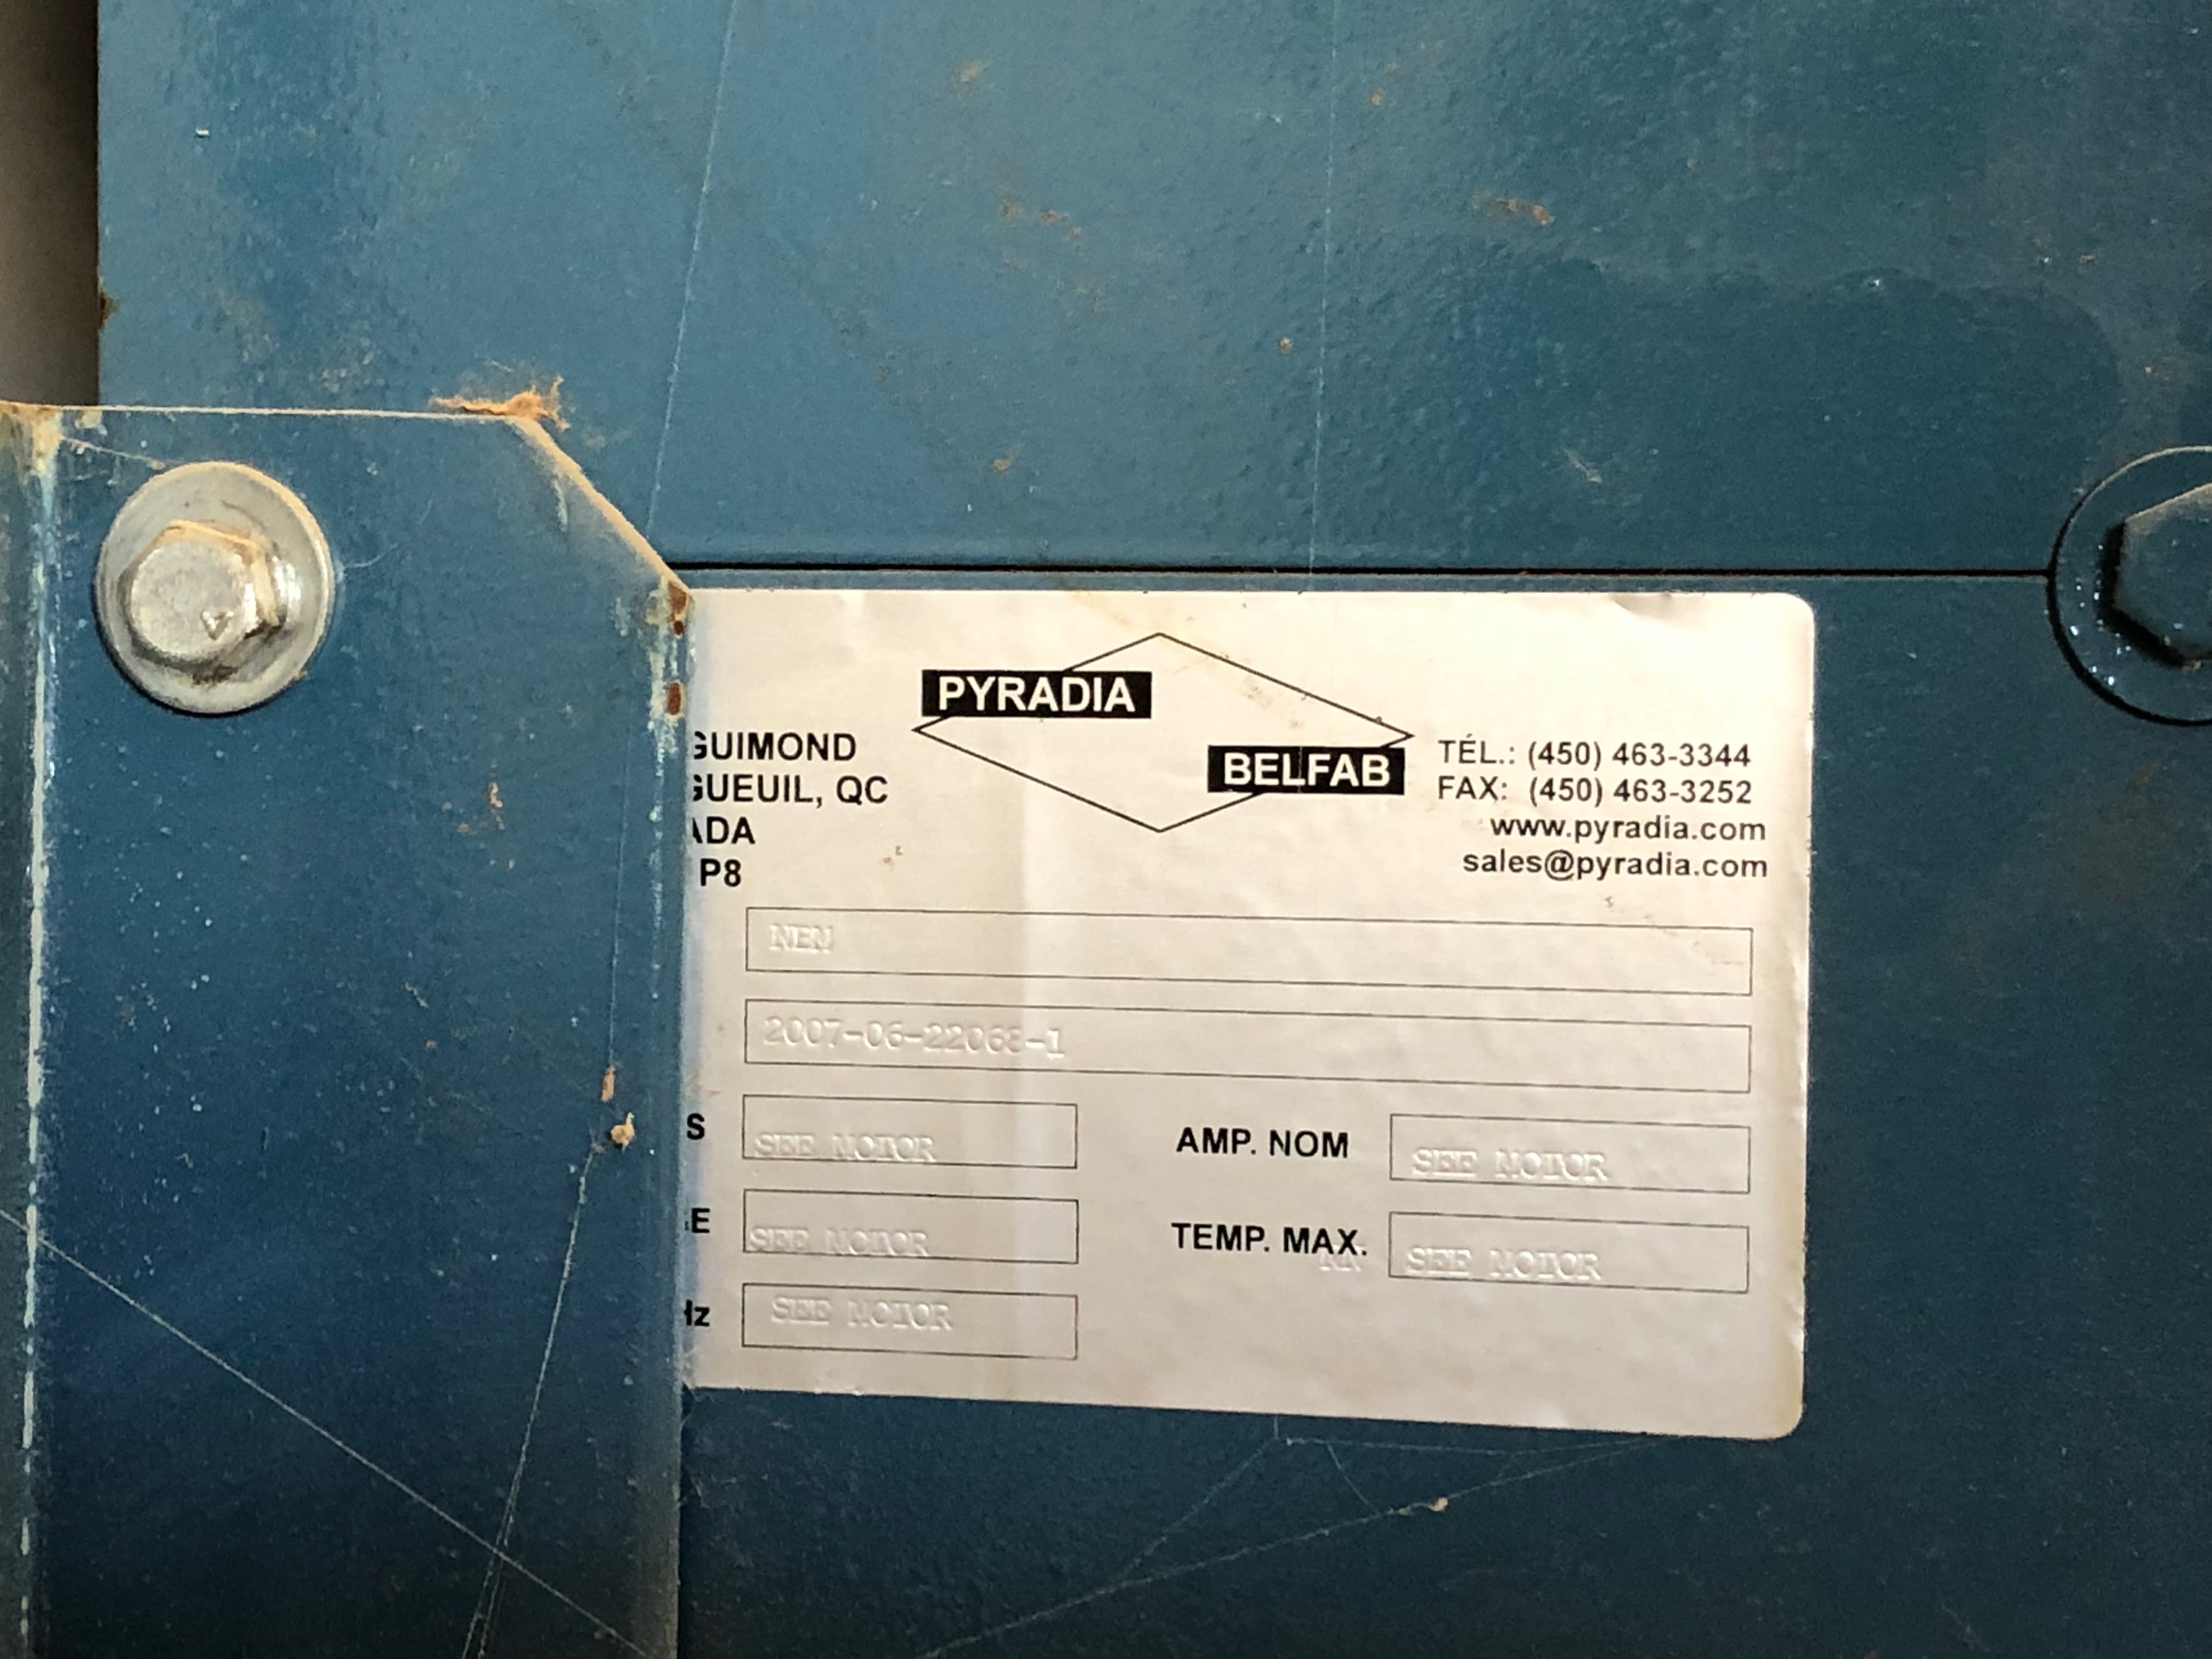 PYRADIA
BELFAB
GUIMOND
GUEUIL, QC
ADA
P8
TÉL.: (450) 463-3344
FAX: (450) 463-3252
www.pyradia.com
sales@pyradia.com
NEM
2007-06-22068-1
S SEE MOTOR AMP. NOM SEE MOTOR
E SEE MOTOR TEMP. MAX. SEE MOTOR
Hz SEE MOTOR